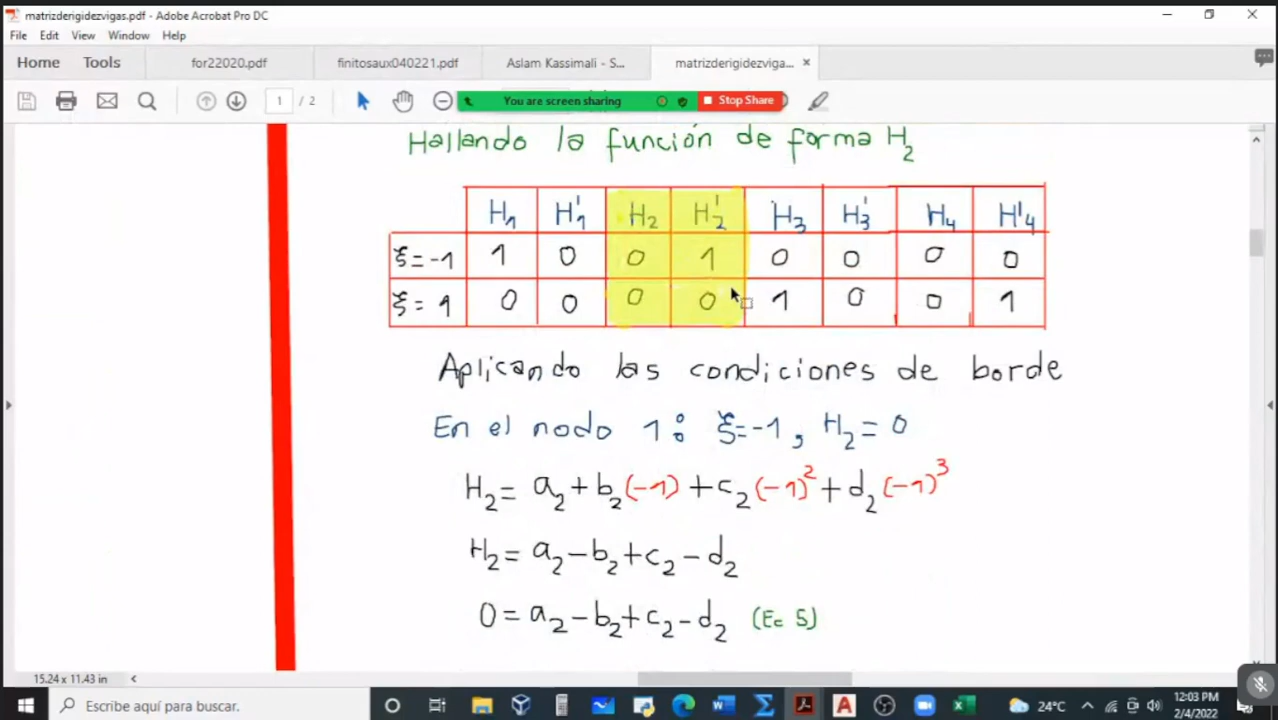 matrizderigidezvigas.pdf - Adobe Acrobat Pro DC
File Edit View Window Help
Home Tools for22020.pdf finitosaux040221.pdf Aslam Kassimali - S... matrizderigidezviga... ×
1 / 2 You are screen sharing Stop Share
Hallando la función de forma H₂
H₁ H₁' H₂ H₂' H₃ H₃' H₄ H'₄
ξ=-1 1 0 0 1 0 0 0 0
ξ= 1 0 0 0 0 1 0 0 1
Aplicando las condiciones de borde
En el nodo 1: ξ=-1, H₂= 0
H₂= a₂+b₂(-1)+c₂(-1)²+d₂(-1)³
H₂= a₂-b₂+c₂-d₂
0= a₂-b₂+c₂-d₂ (Ec 5)
15.24 x 11.43 in
Escribe aquí para buscar. 24°C 12:03 PM
2/4/2022